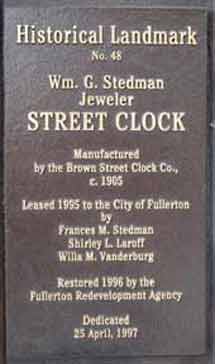 Historical Landmark
No. 48
Wm. G. Stedman
Jeweler
STREET CLOCK
Manufactured
by the Brown Street Clock Co.,
c. 1905
Leased 1995 to the City of Fullerton
by
Frances M. Stedman
Shirley L. Laroff
Willa M. Vanderburg
Restored 1996 by the
Fullerton Redevelopment Agency
Dedicated
25 April, 1997